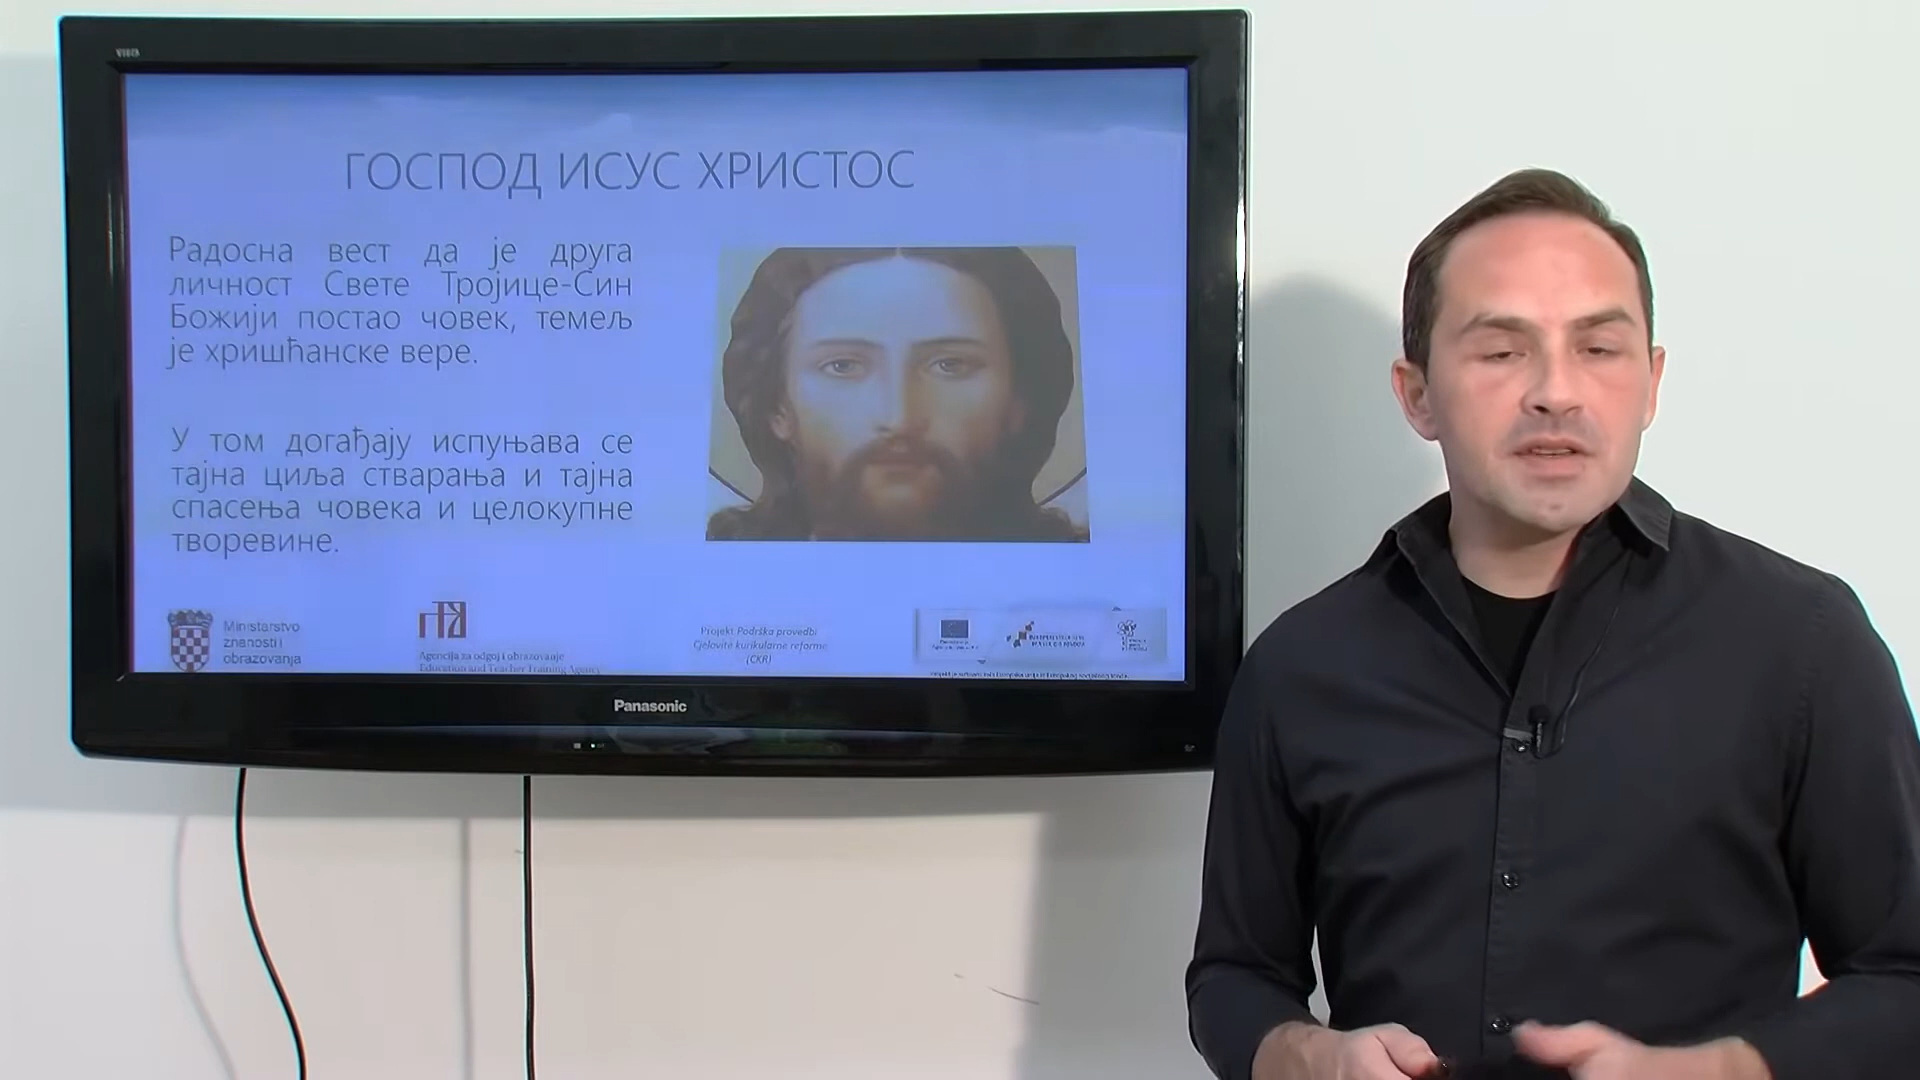 VIERA
ГОСПОД ИСУС ХРИСТОС
Радосна вест да је друга
личност Свете Тројице-Син
Божији постао човек, темељ
је хришћанске вере.
У том догађају испуњава се
тајна циља стварања и тајна
спасења човека и целокупне
творевине.
Ministarstvo
znanosti i
obrazovanja
Agencija za odgoj i obrazovanje
Education and Teacher Training Agency
Projekt Podrška provedbi
Cjelovite kurikularne reforme
(CKR)
Panasonic